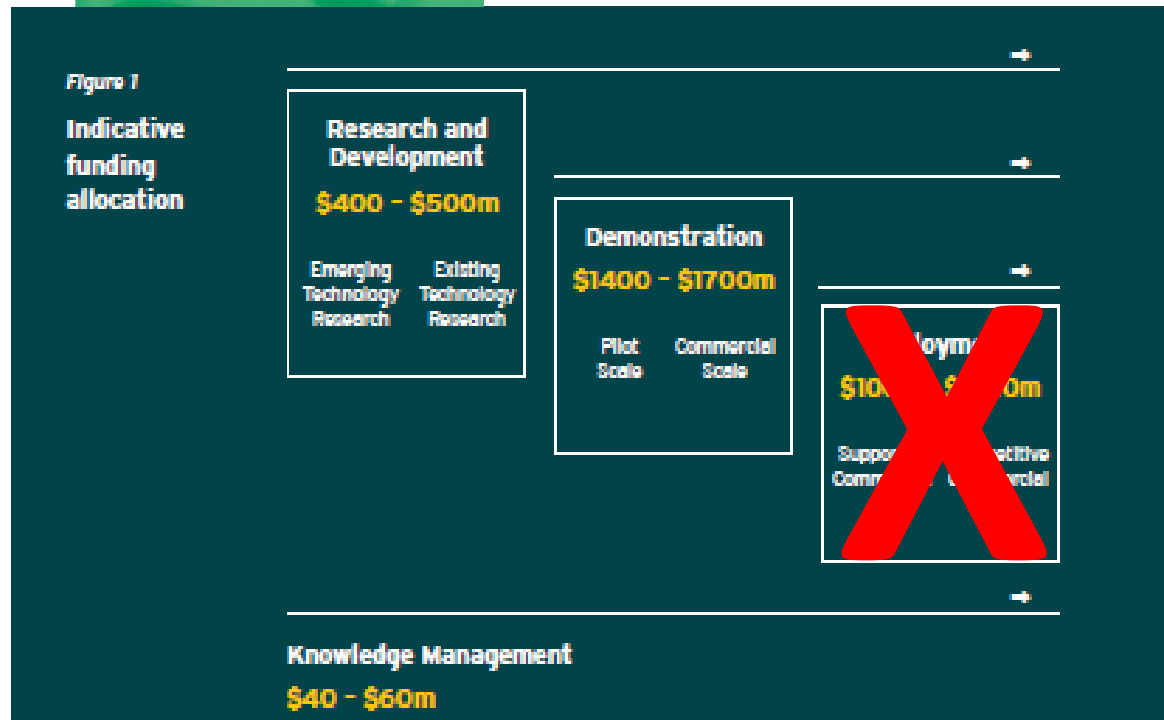 Figure 1
Indicative
funding
allocation
Research and
Development
$400 - $500m
Emerging Existing
Technology Technology
Research Research
Demonstration
$1400 - $1700m
Pilot Commercial
Scale Scale
X
Knowledge Management
$40 - $60m